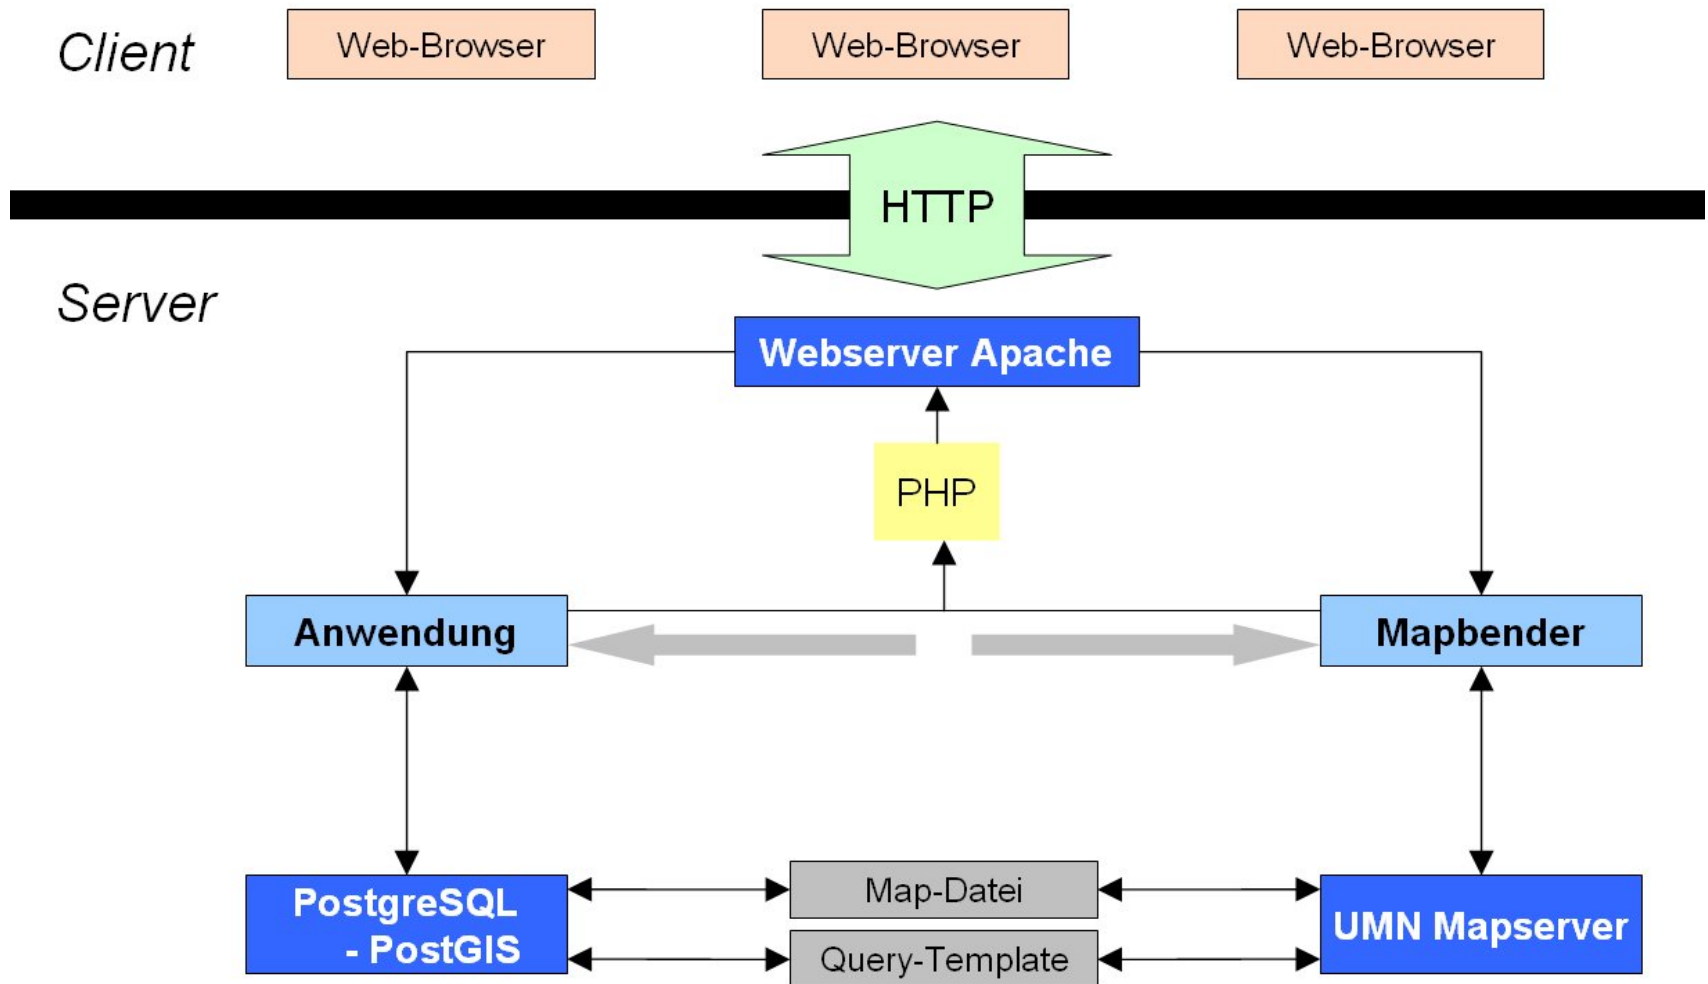 Client
Web-Browser
Web-Browser
Web-Browser
HTTP
Server
Webserver Apache
PHP
Anwendung
Mapbender
PostgreSQL
- PostGIS
Map-Datei
Query-Template
UMN Mapserver